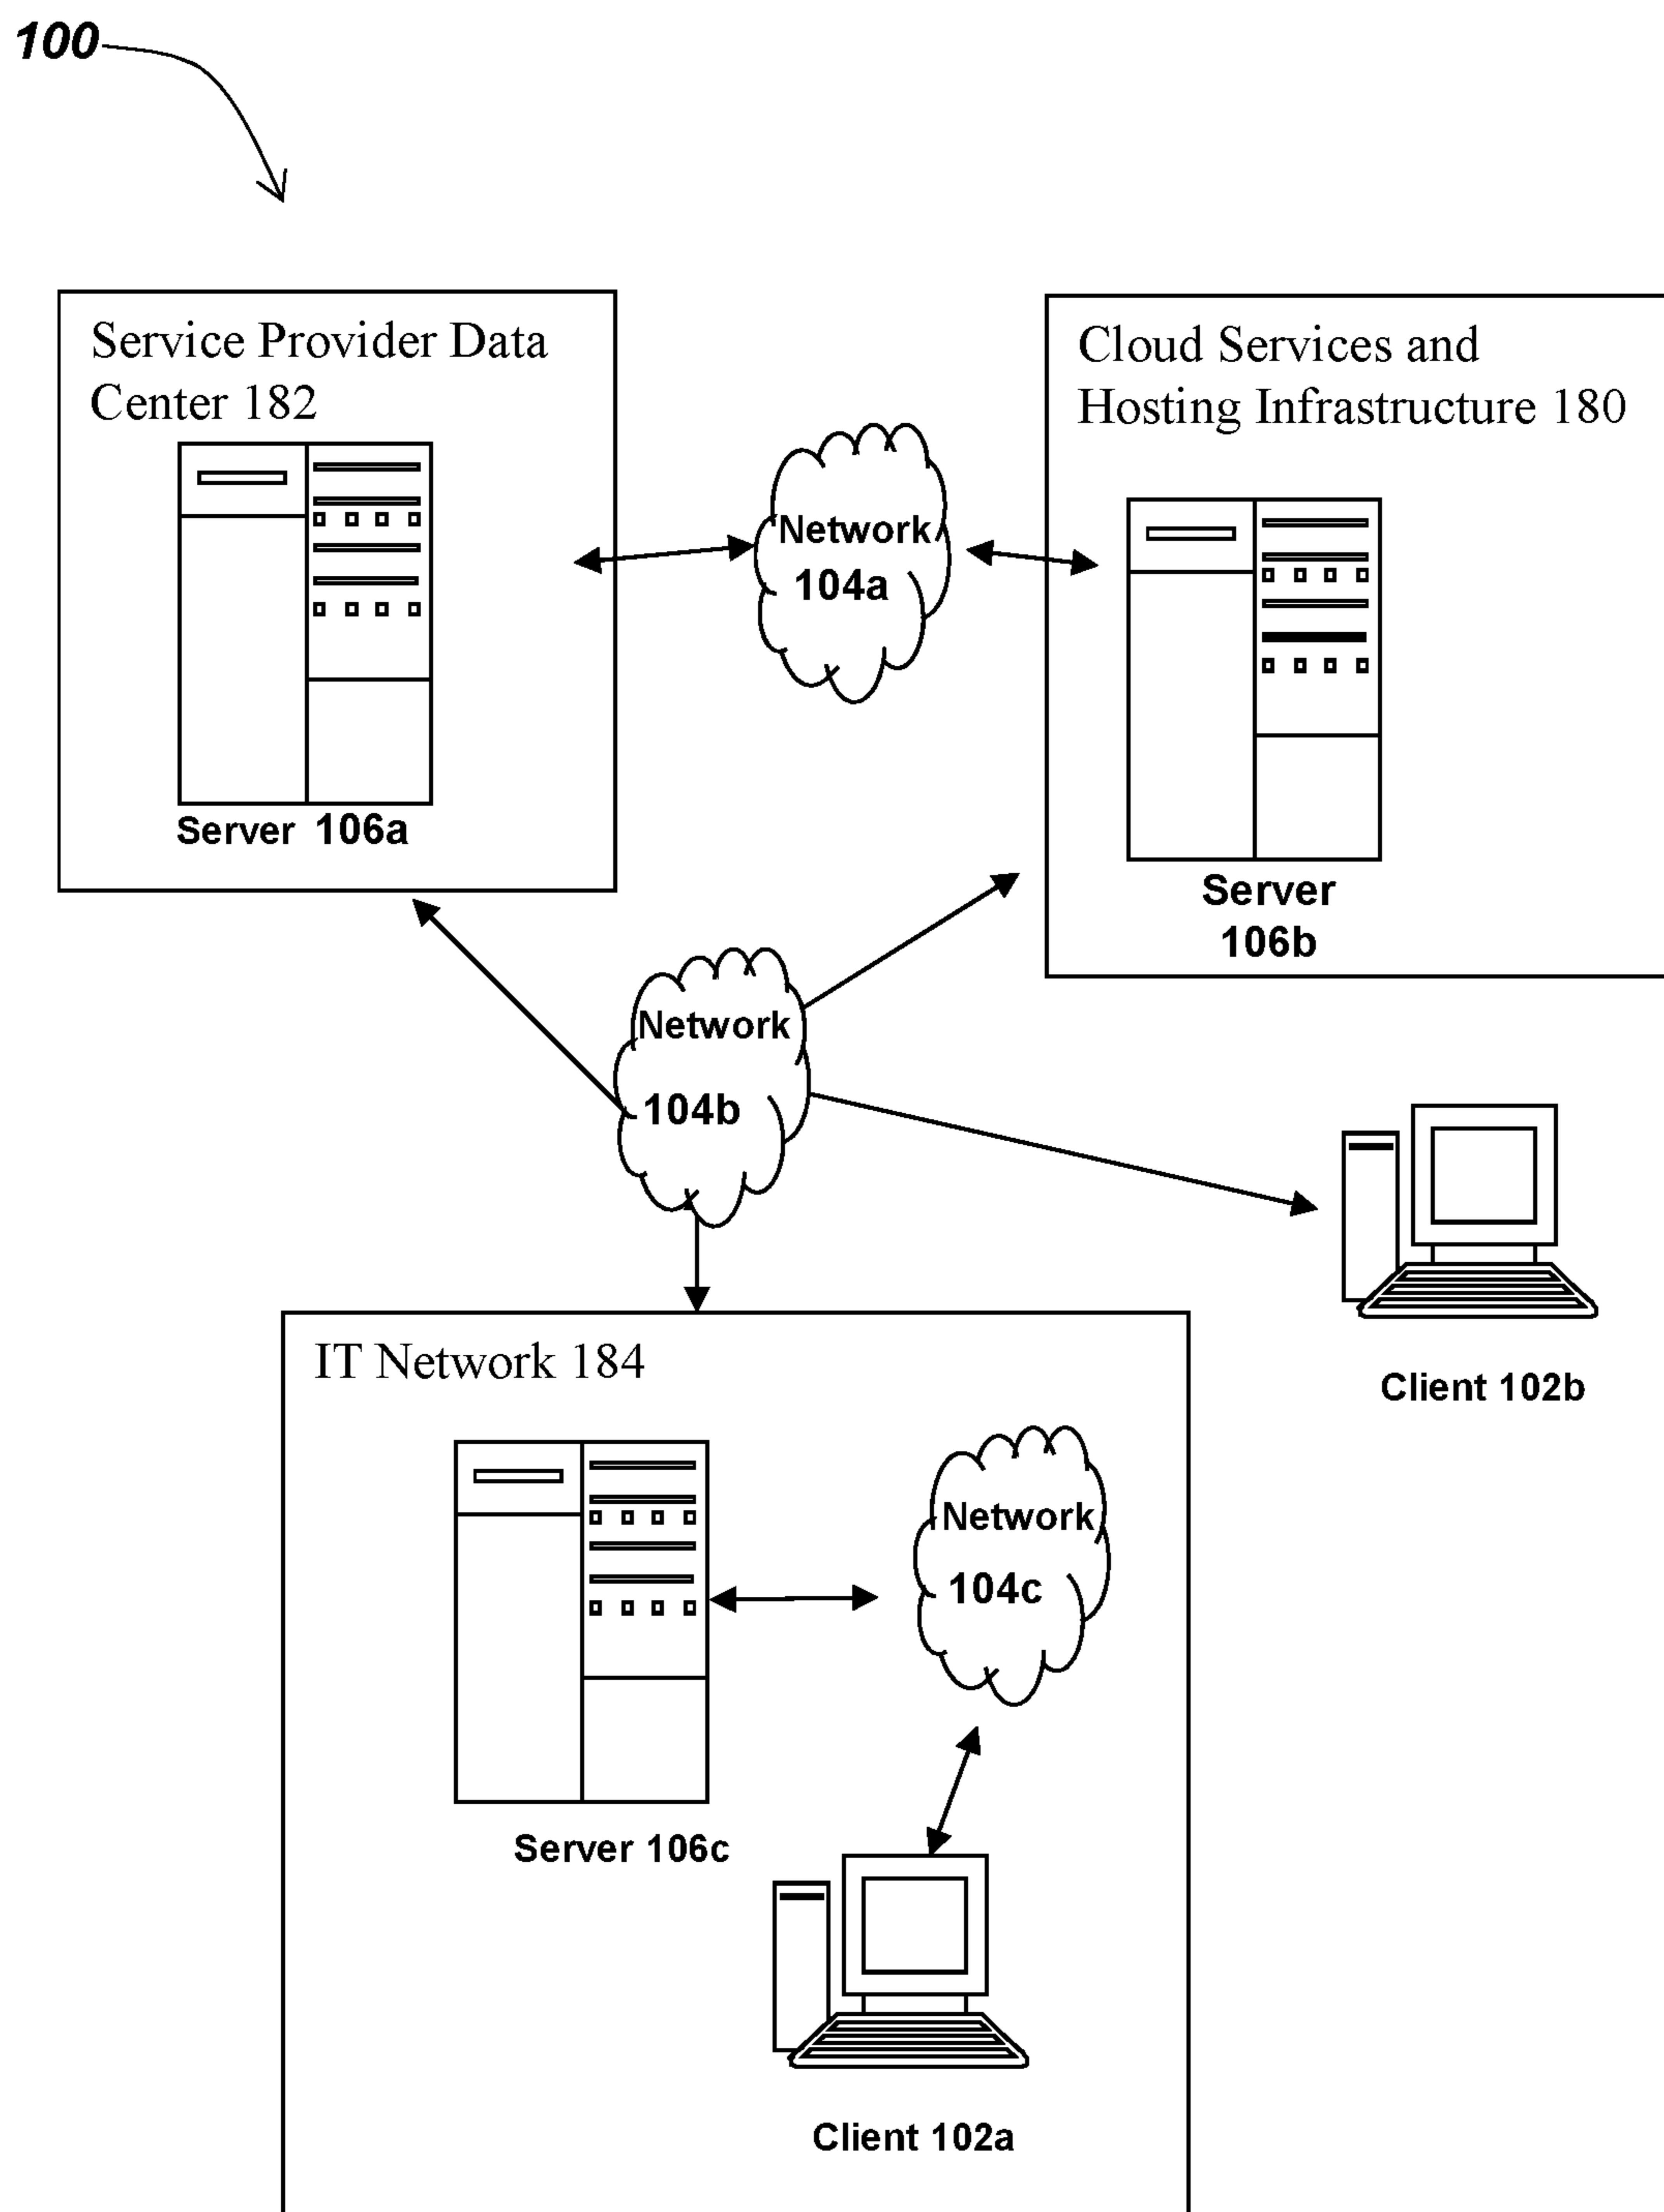 100
Service Provider Data
Center 182
Server 106a
Network
104a
Cloud Services and
Hosting Infrastructure 180
Server
106b
Network
104b
Client 102b
IT Network 184
Network
104c
Server 106c
Client 102a